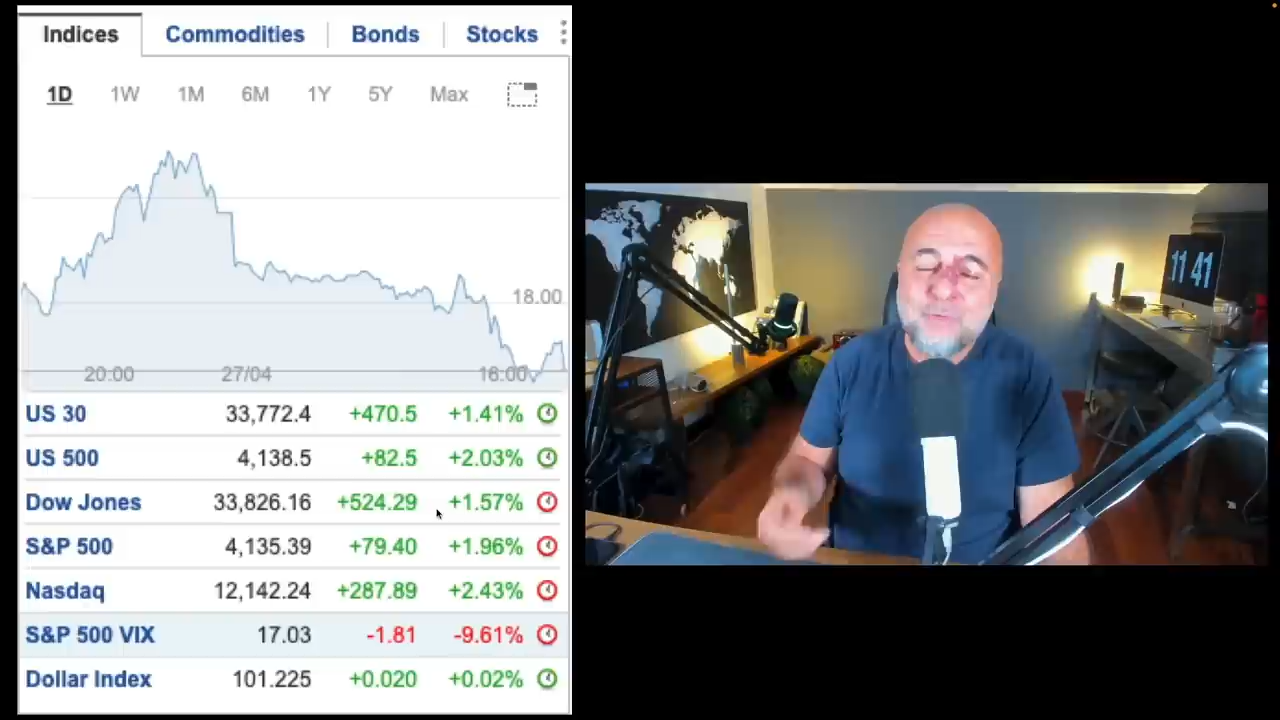 Indices Commodities Bonds Stocks
1D 1W 1M 6M 1Y 5Y Max
18.00
20:00 27/04 16:00
US 30 33,772.4 +470.5 +1.41%
US 500 4,138.5 +82.5 +2.03%
Dow Jones 33,826.16 +524.29 +1.57%
S&P 500 4,135.39 +79.40 +1.96%
Nasdaq 12,142.24 +287.89 +2.43%
S&P 500 VIX 17.03 -1.81 -9.61%
Dollar Index 101.225 +0.020 +0.02%
11 41